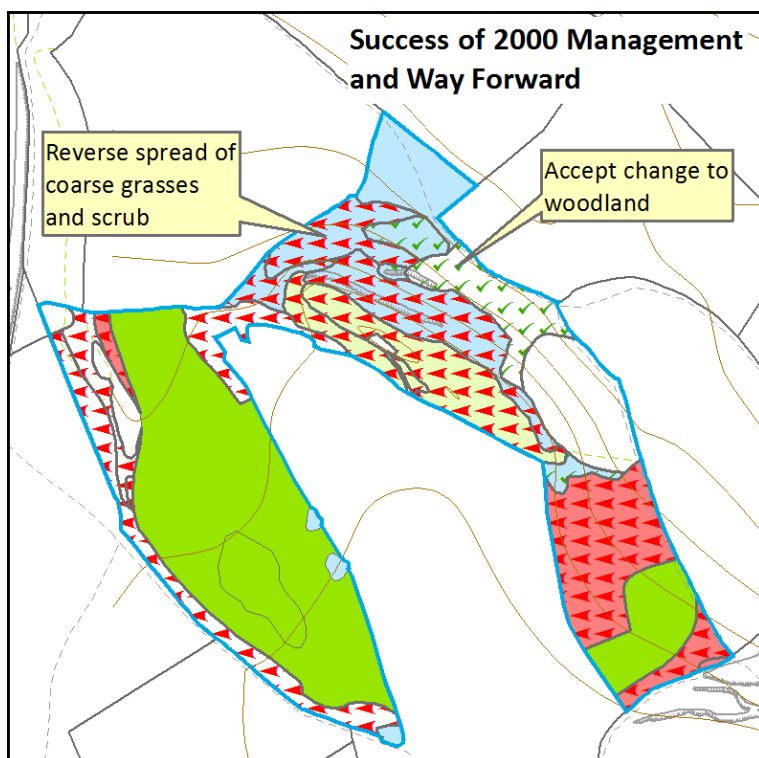 Success of 2000 Management
and Way Forward
Reverse spread of
coarse grasses
and scrub
Accept change to
woodland